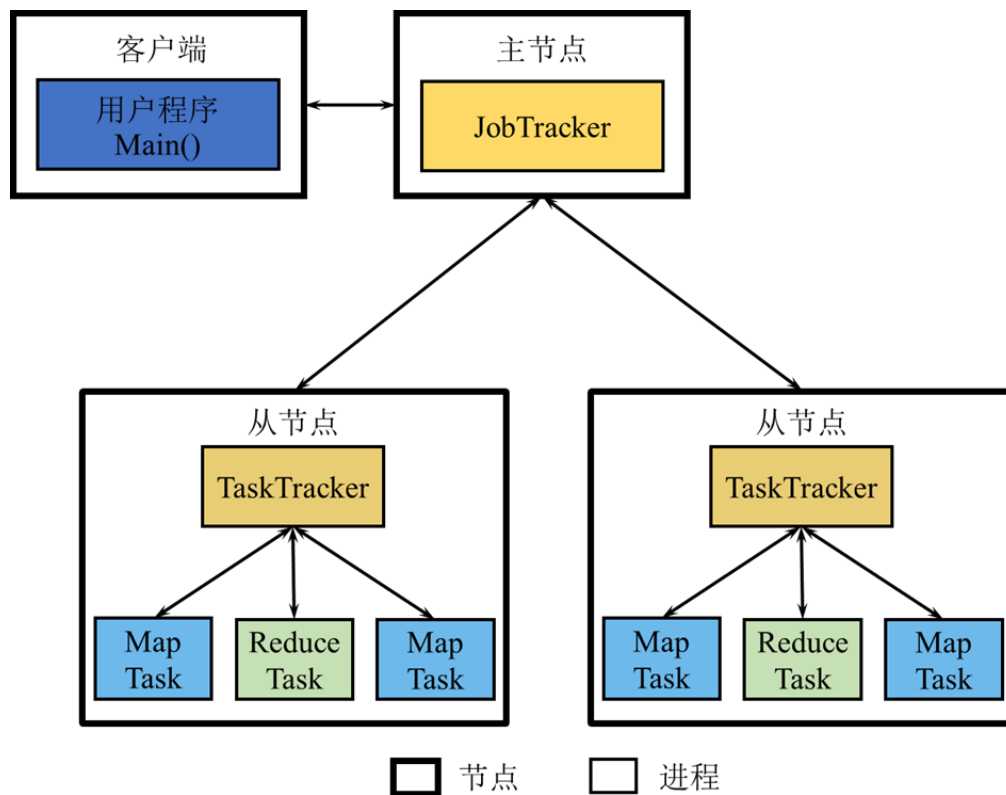 客户端
用户程序
Main()
主节点
JobTracker
从节点
TaskTracker
Map
Task
Reduce
Task
Map
Task
从节点
TaskTracker
Map
Task
Reduce
Task
Map
Task
节点
进程